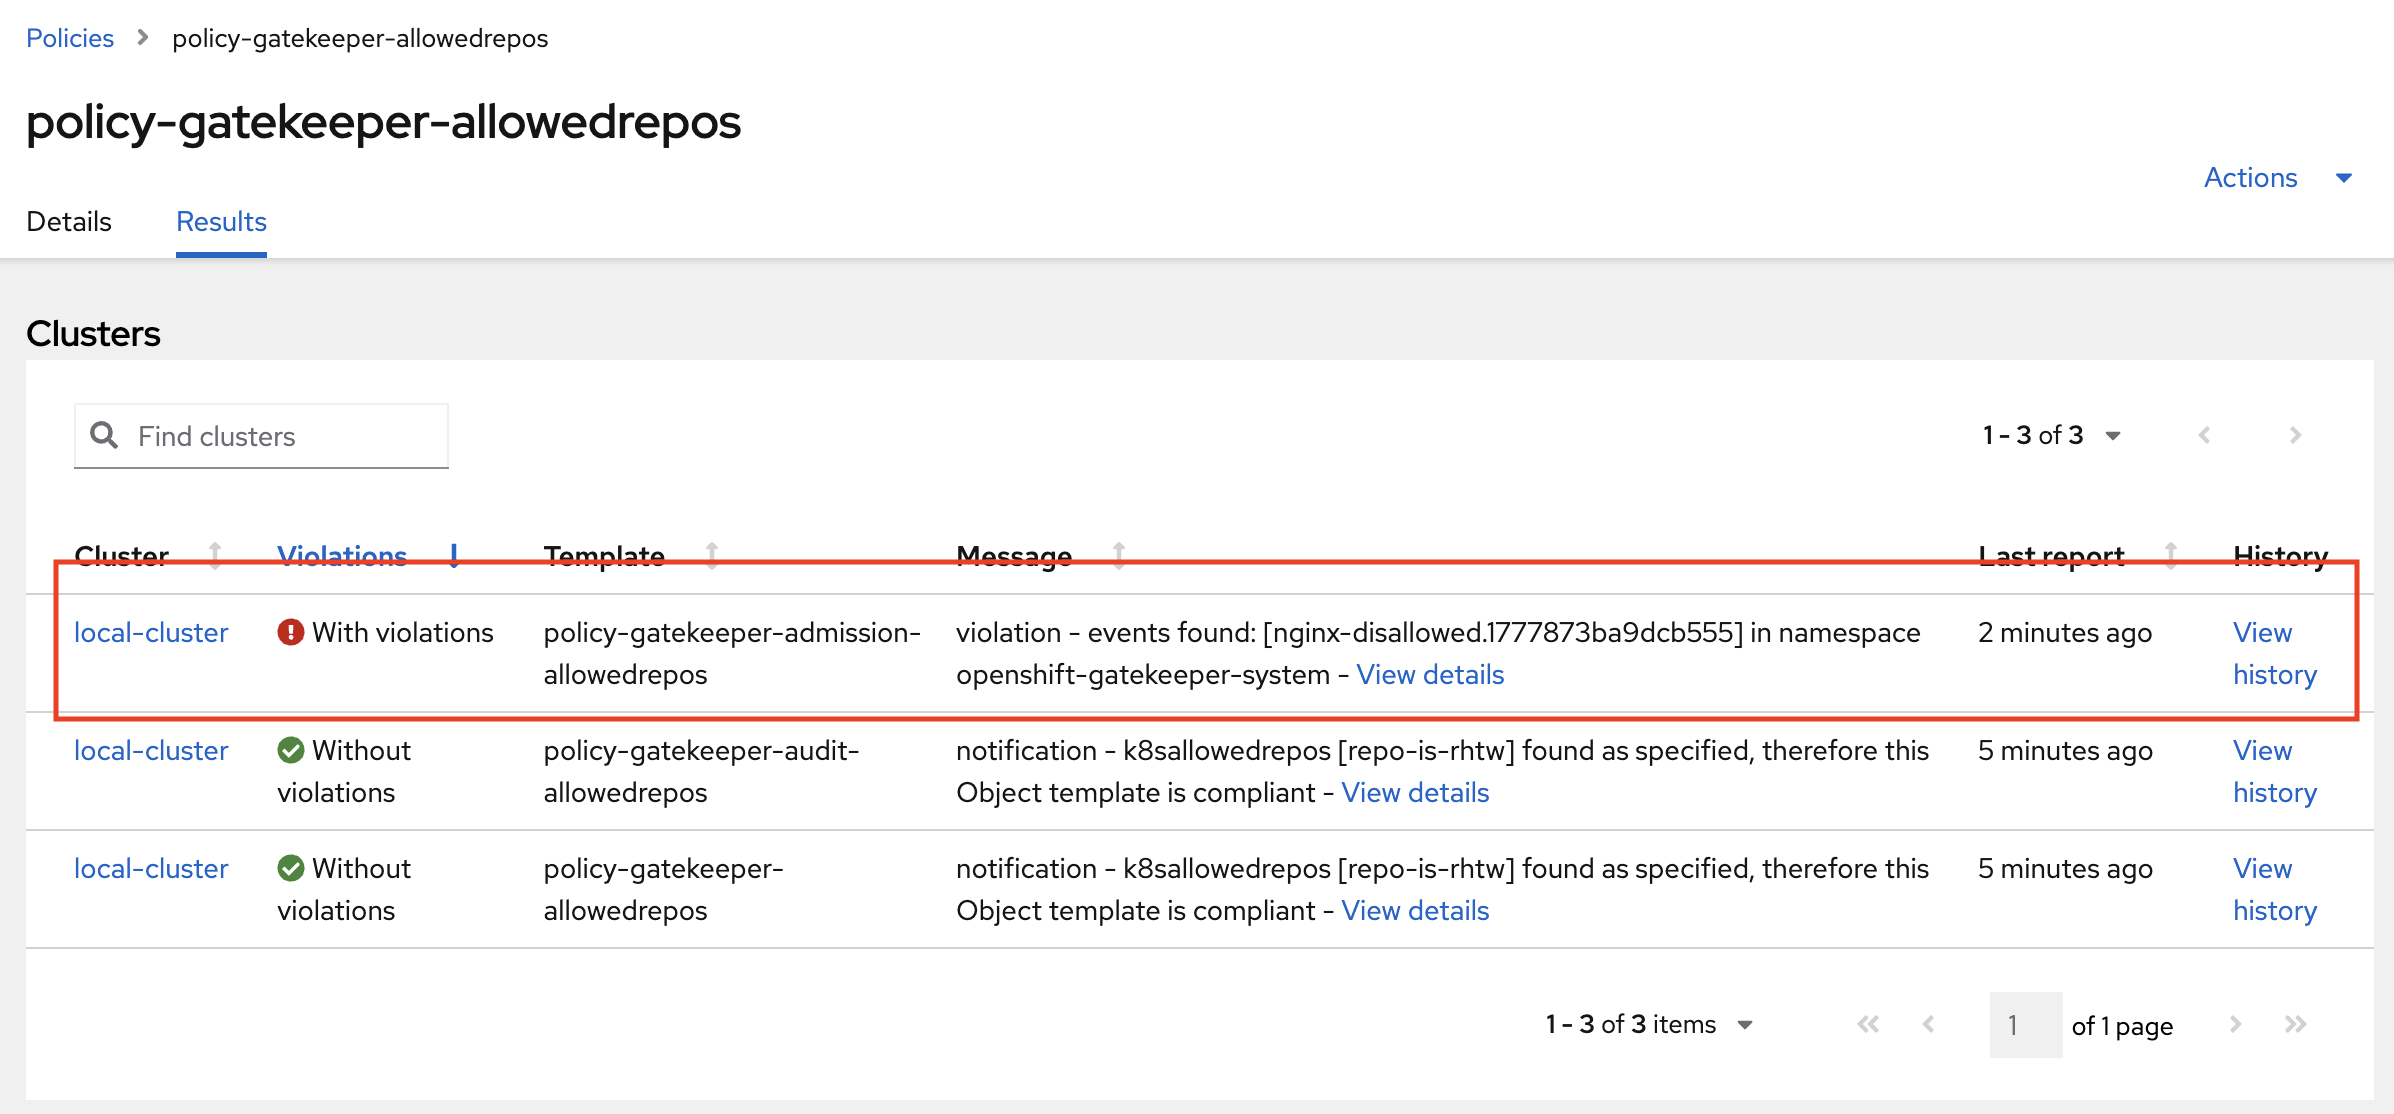 Policies > policy-gatekeeper-allowedrepos
policy-gatekeeper-allowedrepos
Actions
Details Results
Clusters
Find clusters
1 - 3 of 3
Cluster Violations Template Message Last report History
local-cluster With violations policy-gatekeeper-admission- violation - events found: [nginx-disallowed.1777873ba9dcb555] in namespace 2 minutes ago View
allowedrepos openshift-gatekeeper-system - View details history
local-cluster Without policy-gatekeeper-audit- notification - k8sallowedrepos [repo-is-rhtw] found as specified, therefore this 5 minutes ago View
violations allowedrepos Object template is compliant - View details history
local-cluster Without policy-gatekeeper- notification - k8sallowedrepos [repo-is-rhtw] found as specified, therefore this 5 minutes ago View
violations allowedrepos Object template is compliant - View details history
1 - 3 of 3 items 1 of 1 page